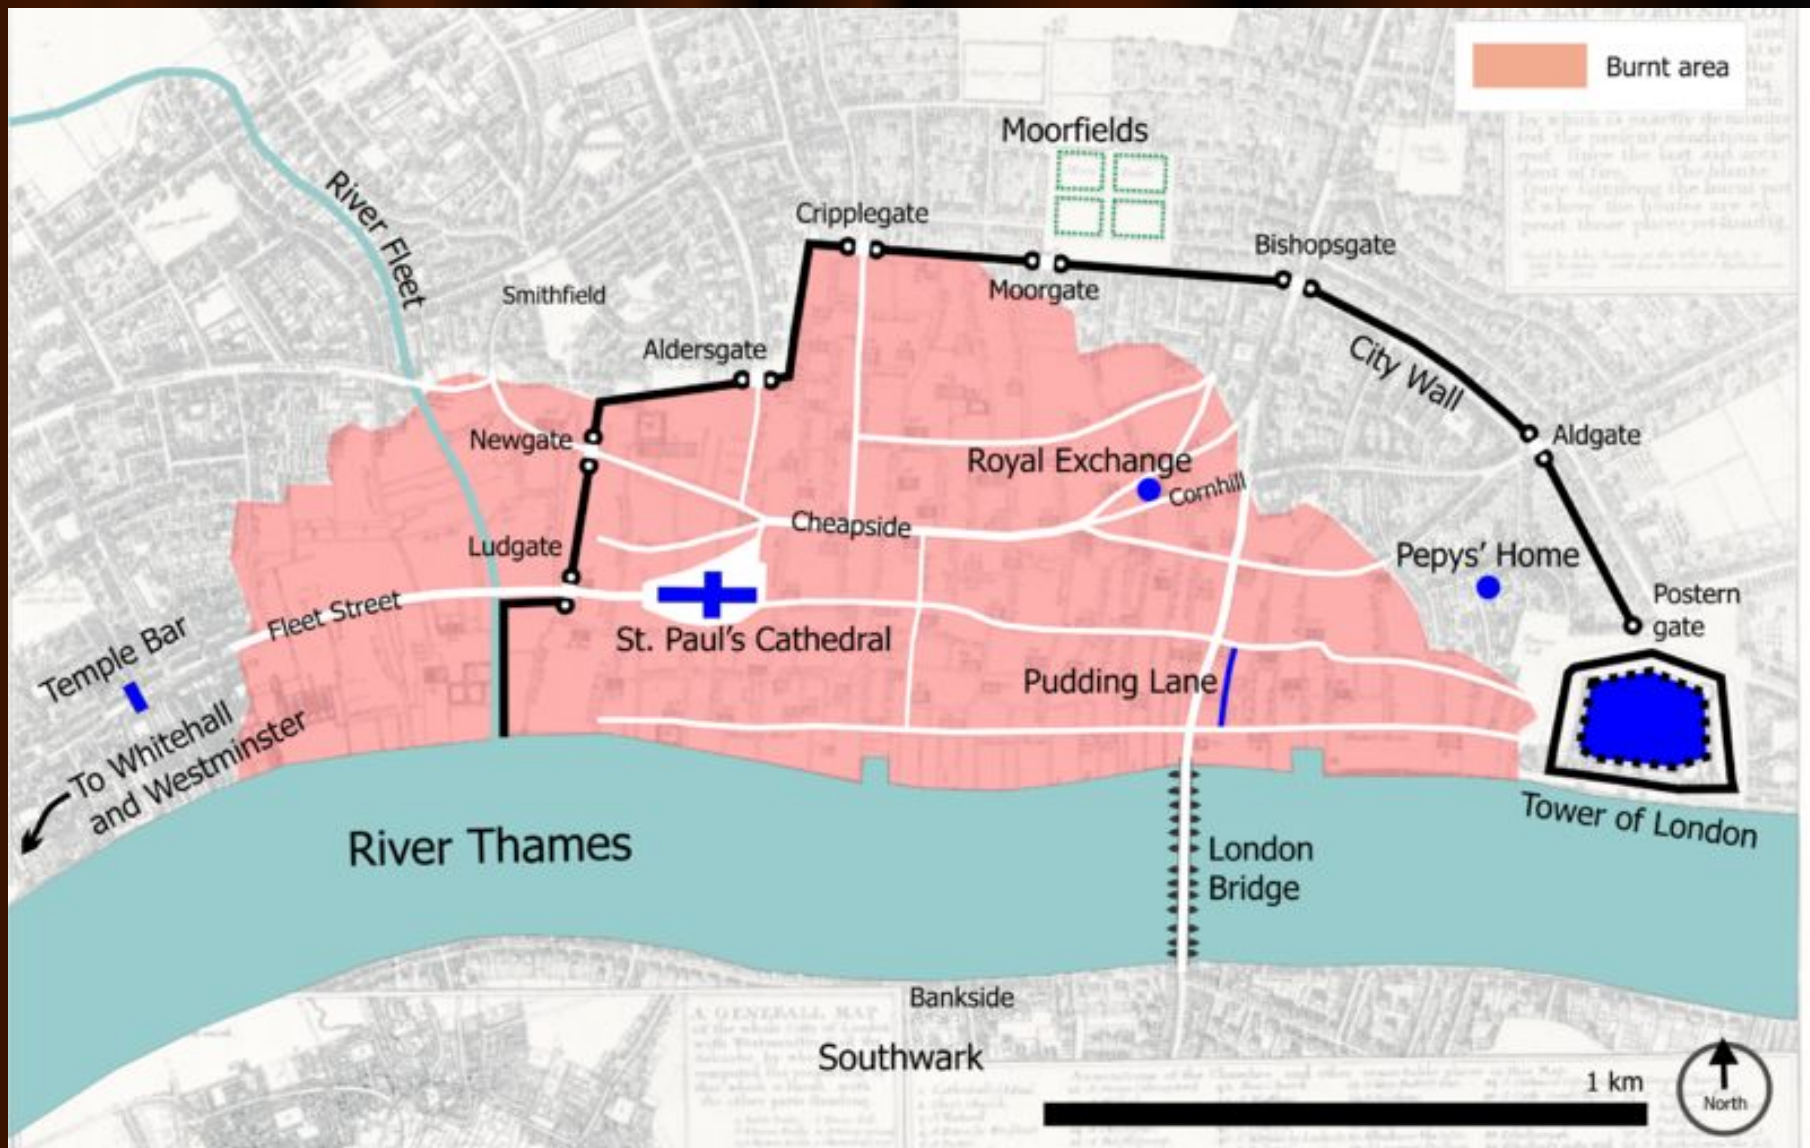 Burnt area
Moorfields
River Fleet
Cripplegate
Bishopsgate
Smithfield
Moorgate
Aldersgate
City Wall
Newgate
Aldgate
Royal Exchange
Cornhill
Cheapside
Ludgate
Pepys' Home
Fleet Street
Postern
gate
Temple Bar
St. Paul's Cathedral
Pudding Lane
To Whitehall
and Westminster
Tower of London
River Thames
London
Bridge
Bankside
A GENERALL MAP
Southwark
1 km
North